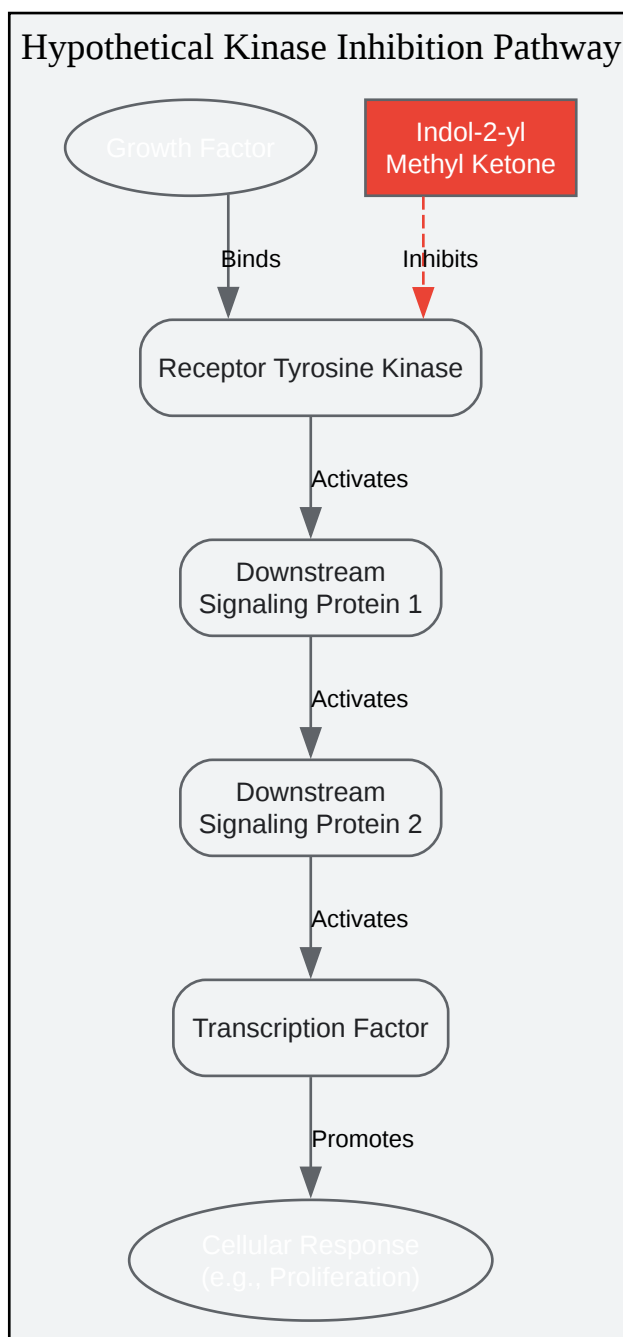 Hypothetical Kinase Inhibition Pathway
Growth Factor
Indol-2-yl
Methyl Ketone
Binds
Inhibits
Receptor Tyrosine Kinase
Activates
Downstream
Signaling Protein 1
Activates
Downstream
Signaling Protein 2
Activates
Transcription Factor
Promotes
Cellular Response
(e.g., Proliferation)